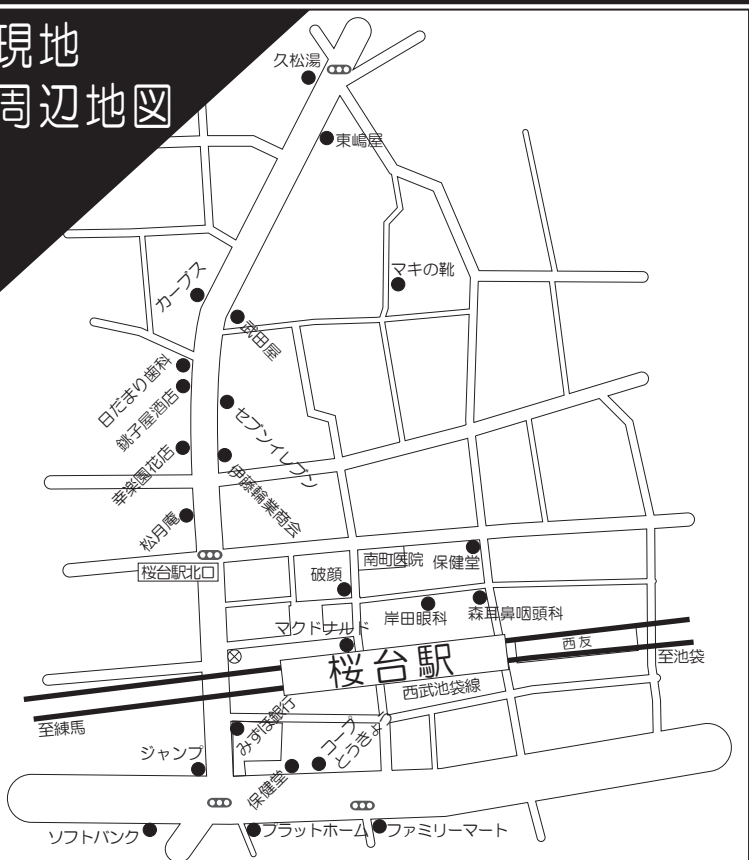 現地
周辺地図
久松湯
東嶋屋
マキの靴
カーブス
武田屋
日だまり歯科
銚子屋酒店
セブンイレブン
幸楽園花店
伊藤輪業商会
松月庵
桜台駅北口
南町医院
保健堂
破顔
岸田眼科
森耳鼻咽頭科
マクドナルド
桜台駅
西友
至池袋
西武池袋線
至練馬
みずほ銀行
コープ
とうきょう
ジャンプ
保健堂
ソフトバンク
プラットホーム
ファミリーマート